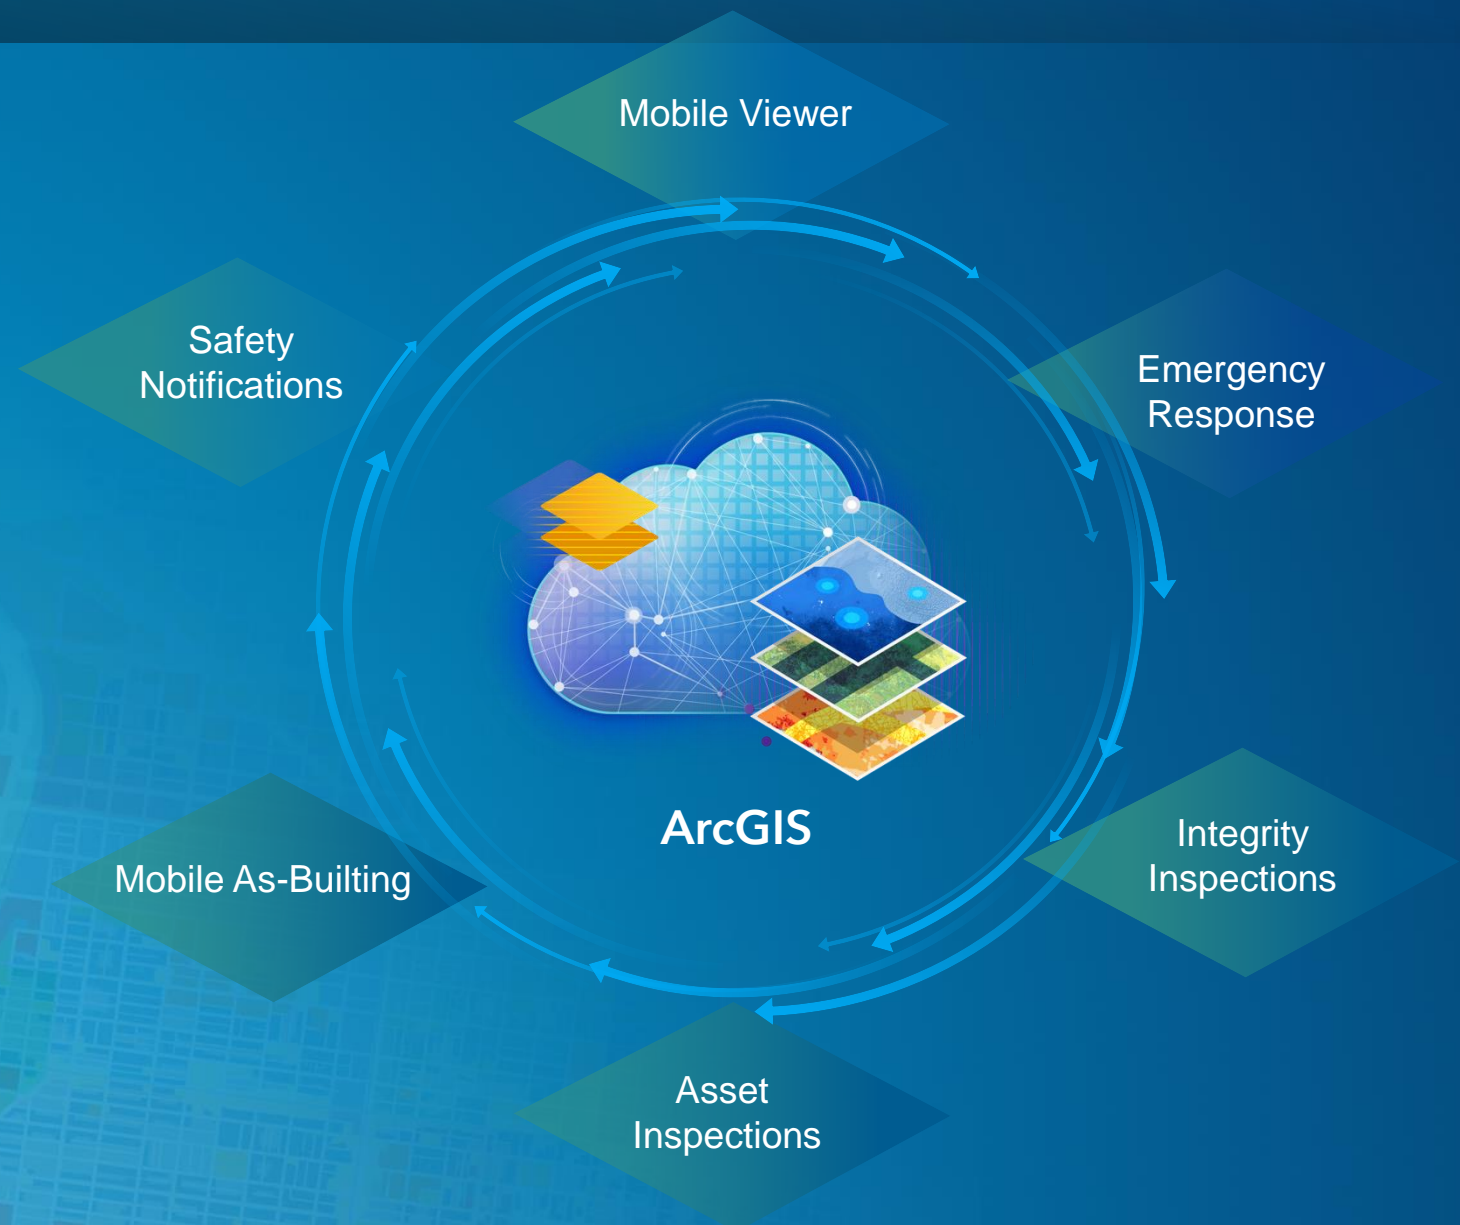 Mobile Viewer
Safety
Notifications
Emergency
Response
ArcGIS
Integrity
Inspections
Mobile As-Builting
Asset
Inspections